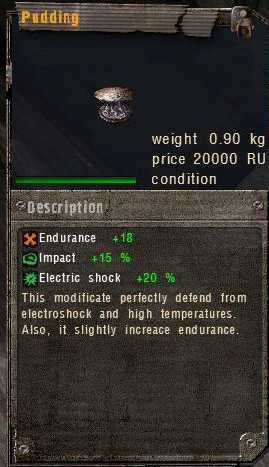 Pudding
weight 0.90 kg
price 20000 RU
condition
Description
Endurance +18
Impact +15 %
Electric shock +20 %
This modificate perfectly defend from
electroshock and high temperatures.
Also, it slightly increace endurance.